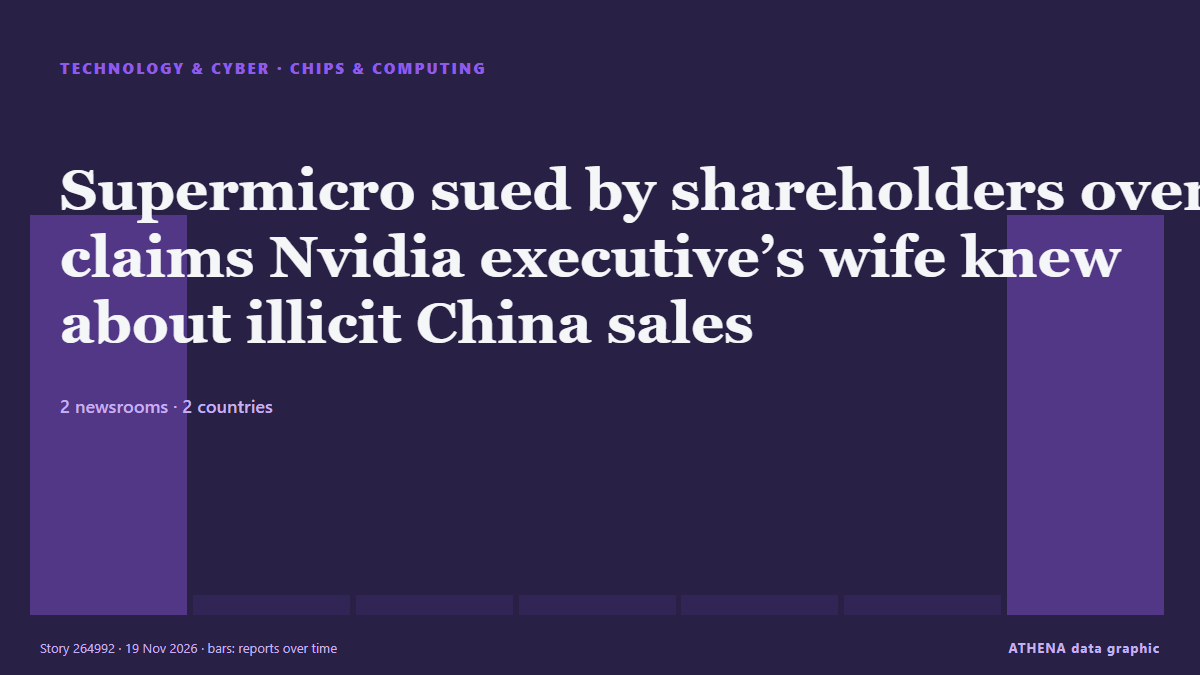 TECHNOLOGY & CYBER · CHIPS & COMPUTING
Supermicro sued by shareholders over
claims Nvidia executive’s wife knew
about illicit China sales
2 newsrooms · 2 countries
Story 264992 · 19 Nov 2026 · bars: reports over time
ATHENA data graphic